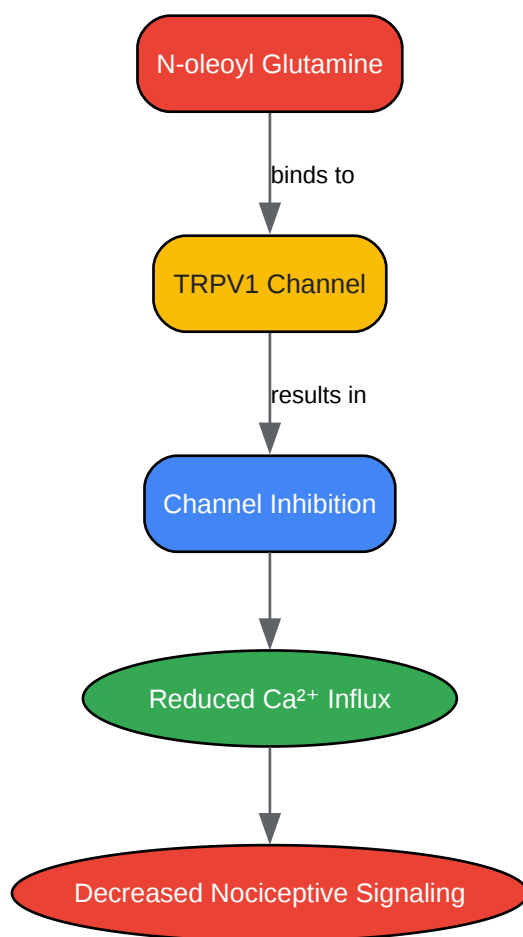 N-oleoyl Glutamine
binds to
TRPV1 Channel
results in
Channel Inhibition
Reduced Ca²⁺ Influx
Decreased Nociceptive Signaling